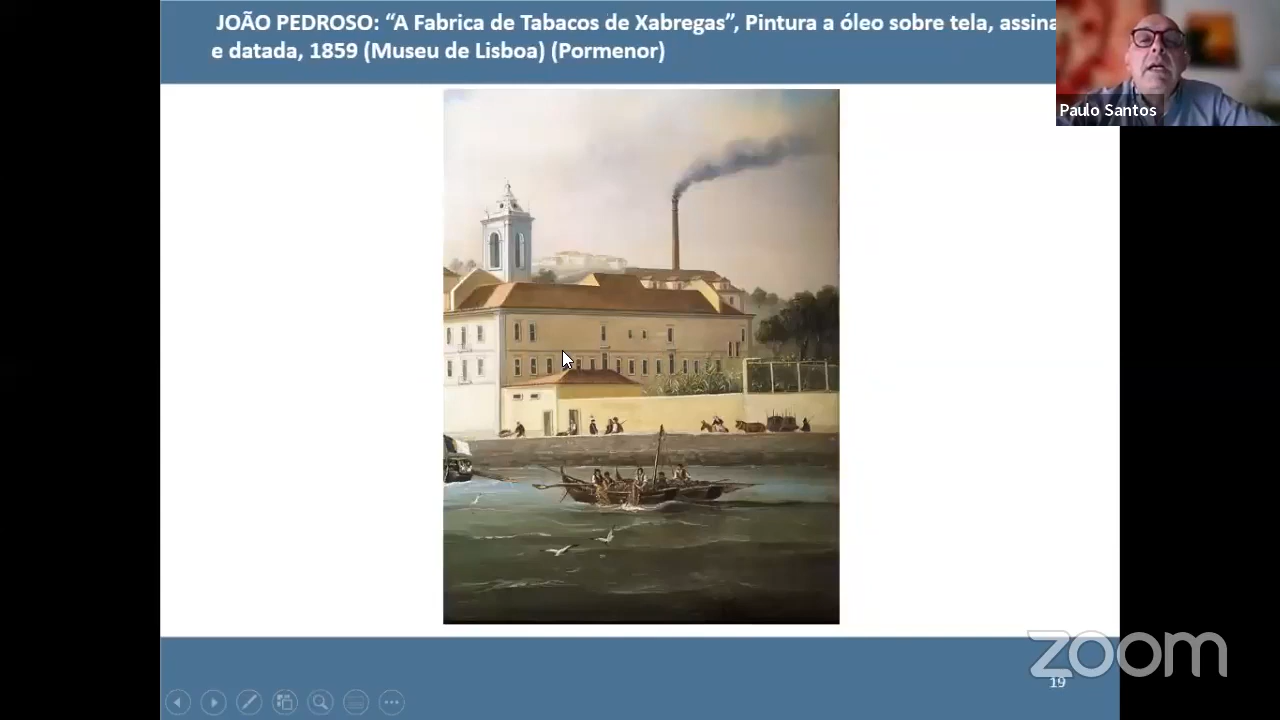 JOÃO PEDROSO: “A Fabrica de Tabacos de Xabregas”, Pintura a óleo sobre tela, assina
e datada, 1859 (Museu de Lisboa) (Pormenor)
Paulo Santos
zoom
19